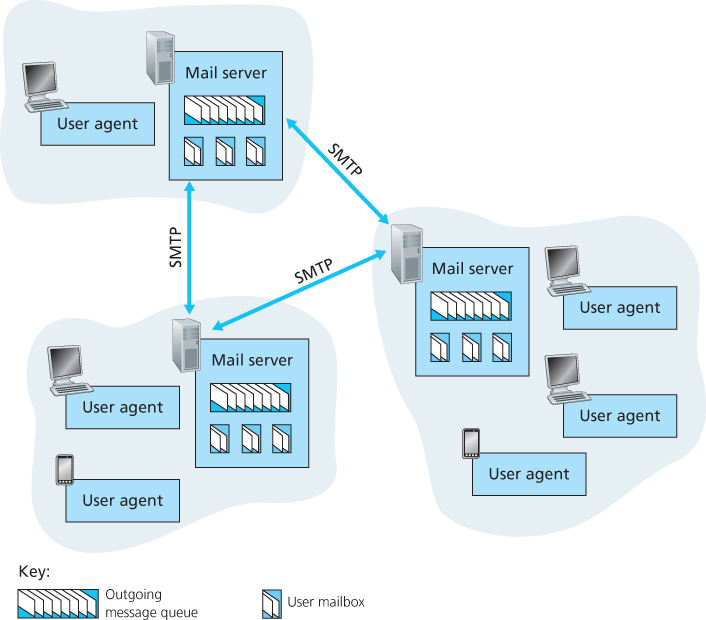 Mail server
User agent
SMTP
SMTP
SMTP
Mail server
User agent
User agent
User agent
Mail server
User agent
User agent
Key:
Outgoing
message queue
User mailbox